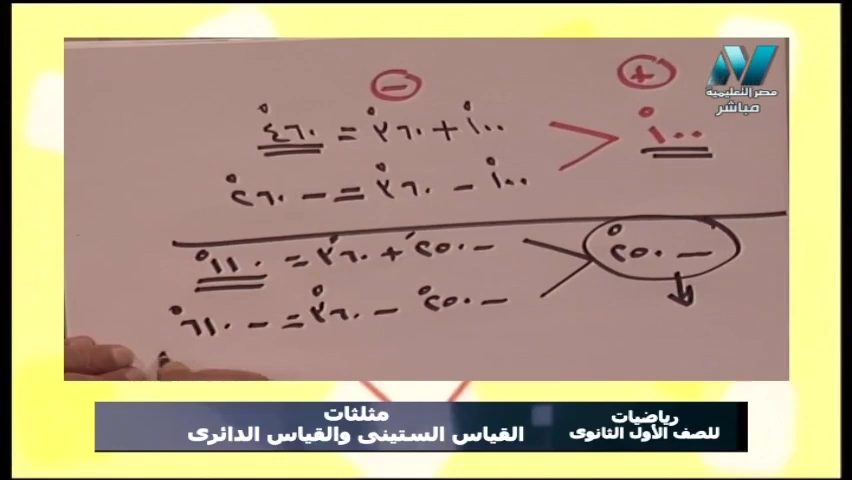 مصر التعليمية
مباشر
+
−
١٠٠°
١٠٠° + ٣٦٠° = ٤٦٠°
١٠٠° − ٣٦٠° = − ٢٦٠°
− ٢٥٠°
− ٢٥٠° + ٣٦٠° = ١١٠°
− ٢٥٠° − ٣٦٠° = − ٦١٠°
رياضيات
للصف الأول الثانوى
مثلثات
القياس الستينى والقياس الدائرى